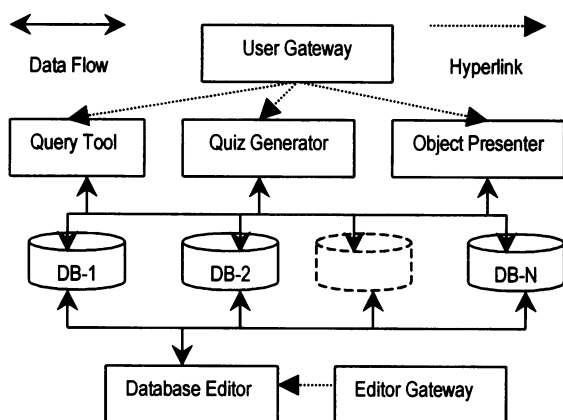 User Gateway
Data Flow
Hyperlink
Query Tool
Quiz Generator
Object Presenter
DB-1
DB-2
DB-N
Database Editor
Editor Gateway